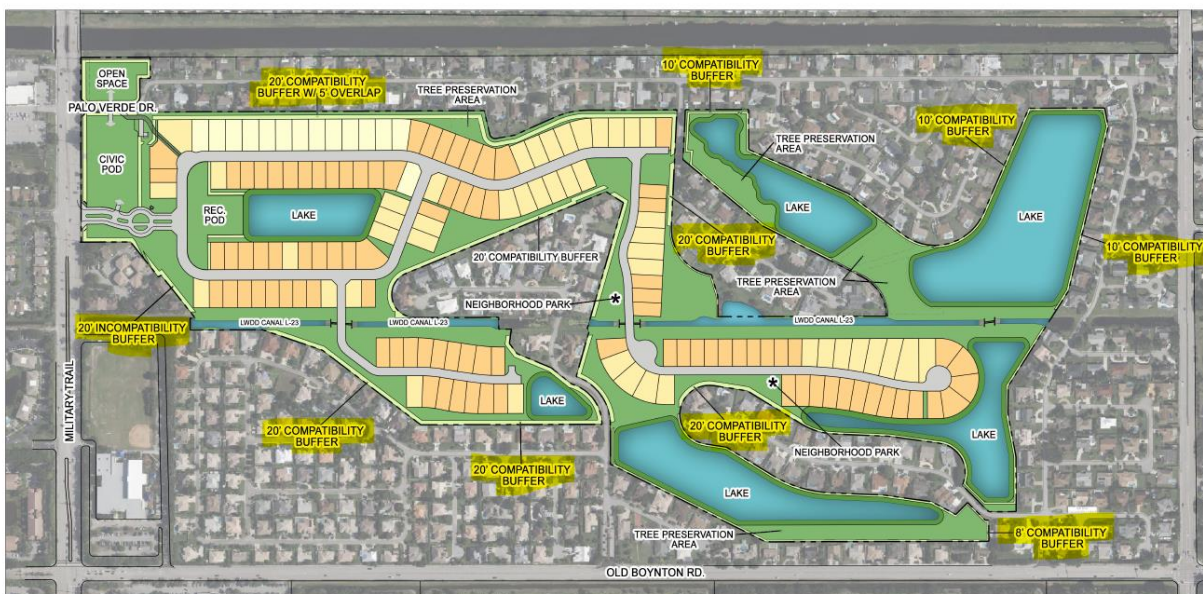 OPEN
SPACE
PALO VERDE DR.
CIVIC
POD
20' COMPATIBILITY
BUFFER W/ 5' OVERLAP
TREE PRESERVATION
AREA
10' COMPATIBILITY
BUFFER
10' COMPATIBILITY
BUFFER
TREE PRESERVATION
AREA
REC.
POD
LAKE
LAKE
LAKE
20' COMPATIBILITY
BUFFER
10' COMPATIBILITY
BUFFER
20' COMPATIBILITY BUFFER
TREE PRESERVATION
AREA
NEIGHBORHOOD PARK
*
20' INCOMPATIBILITY
BUFFER
LWDD CANAL L-23
LWDD CANAL L-23
LWDD CANAL L-23
MILITARY TRAIL
*
LAKE
20' COMPATIBILITY
BUFFER
20' COMPATIBILITY
BUFFER
LAKE
NEIGHBORHOOD PARK
20' COMPATIBILITY
BUFFER
LAKE
TREE PRESERVATION
AREA
8' COMPATIBILITY
BUFFER
OLD BOYNTON RD.